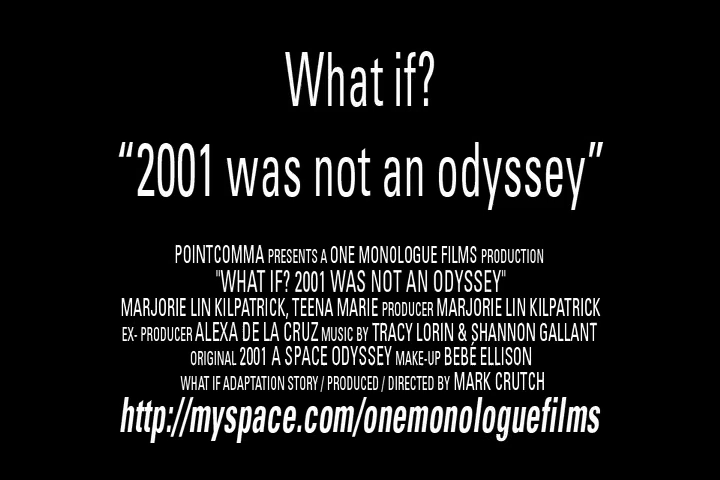 What if?
“2001 was not an odyssey”
POINTCOMMA PRESENTS A ONE MONOLOGUE FILMS PRODUCTION
"WHAT IF? 2001 WAS NOT AN ODYSSEY"
MARJORIE LIN KILPATRICK, TEENA MARIE PRODUCER MARJORIE LIN KILPATRICK
EX- PRODUCER ALEXA DE LA CRUZ MUSIC BY TRACY LORIN & SHANNON GALLANT
ORIGINAL 2001 A SPACE ODYSSEY MAKE-UP BEBÉ ELLISON
WHAT IF ADAPTATION STORY / PRODUCED / DIRECTED BY MARK CRUTCH
http://myspace.com/onemonologuefilms